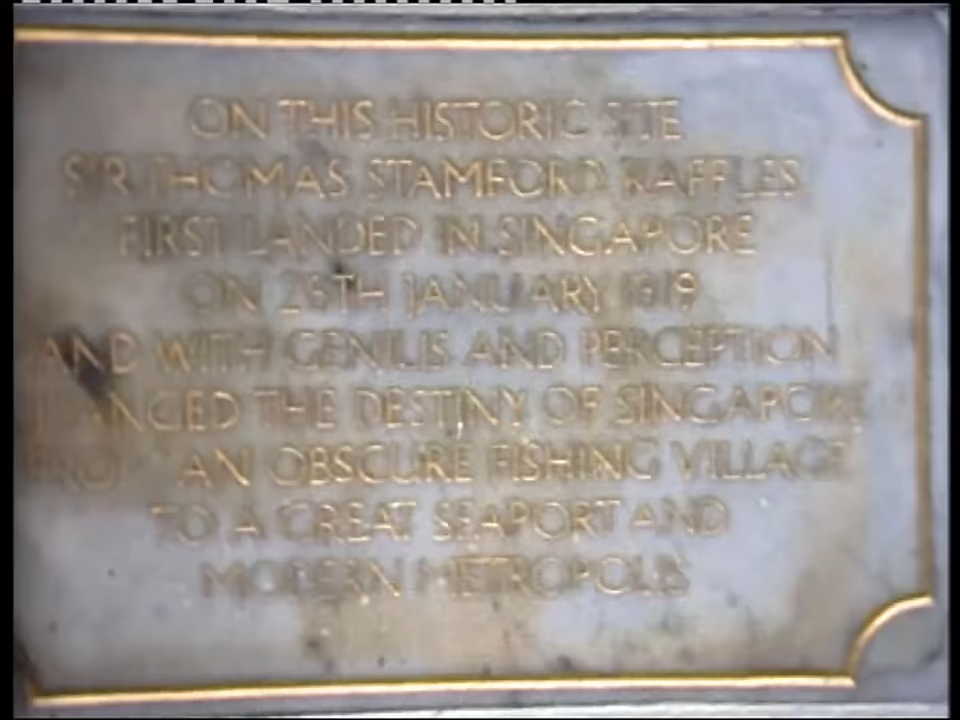 ON THIS HISTORIC SITE
SIR THOMAS STAMFORD RAFFLES
FIRST LANDED IN SINGAPORE
ON 28TH JANUARY 1819
AND WITH GENIUS AND PERCEPTION
CHANGED THE DESTINY OF SINGAPORE
FROM AN OBSCURE FISHING VILLAGE
TO A GREAT SEAPORT AND
MODERN METROPOLIS